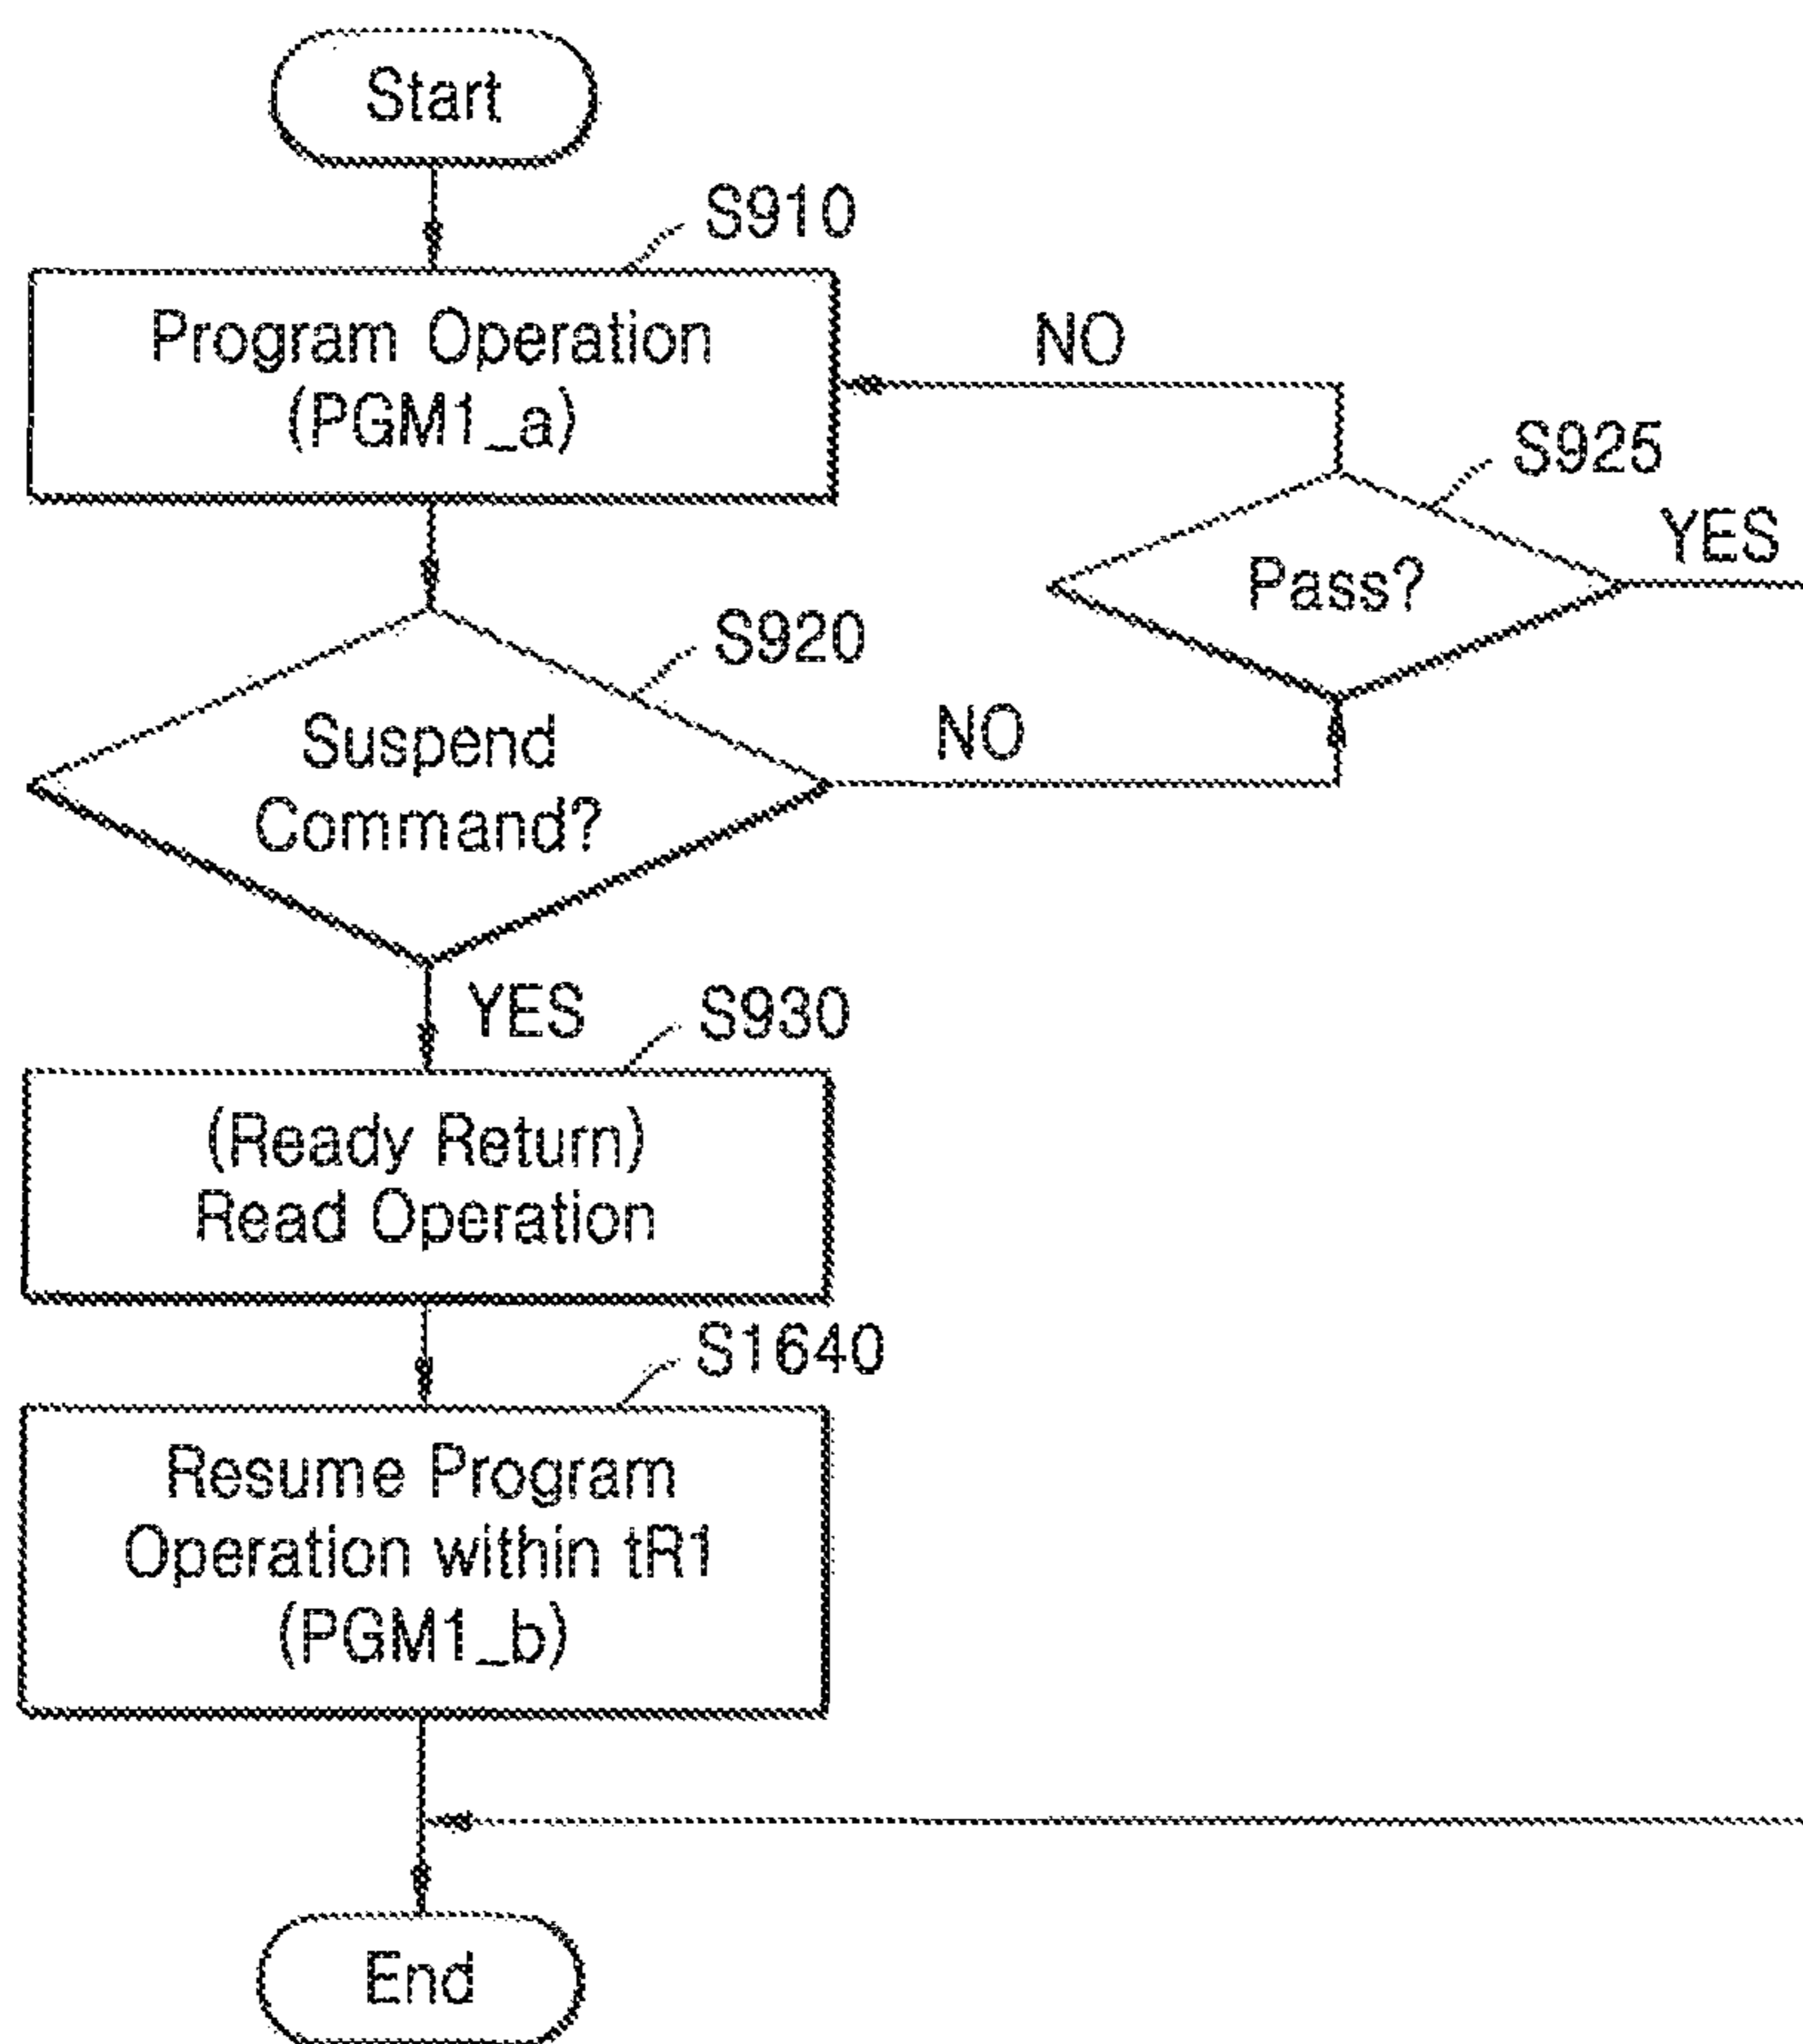 Start
S910
Program Operation
(PGM1_a)
NO
S925
Pass?
YES
S920
Suspend
Command?
NO
YES
S930
(Ready Return)
Read Operation
S1640
Resume Program
Operation within tR1
(PGM1_b)
End